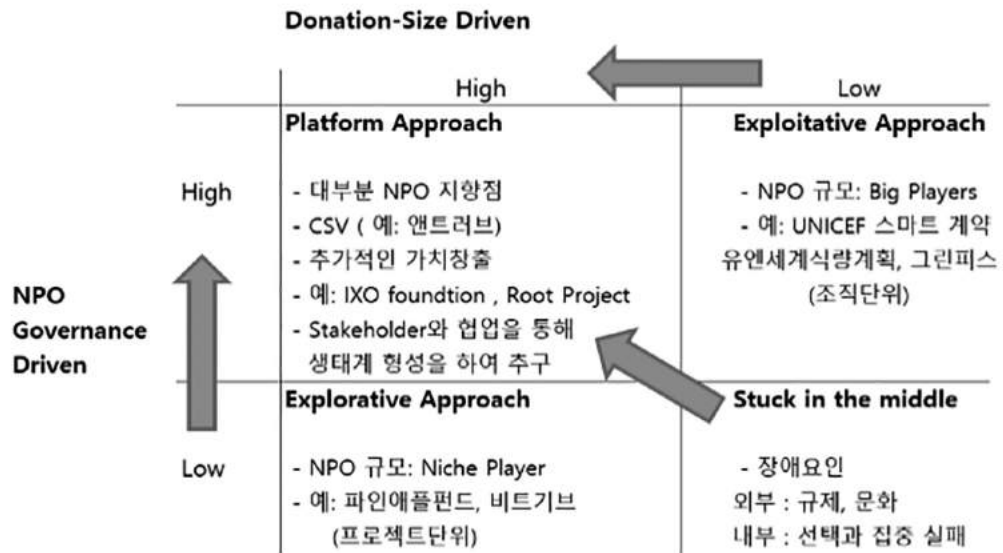 Donation-Size Driven
High
Low
Platform Approach
Exploitative Approach
High
- 대부분 NPO 지향점
- CSV ( 예: 앤트러브)
- 추가적인 가치창출
- 예: IXO foundtion , Root Project
- Stakeholder와 협업을 통해
생태계 형성을 하여 추구
- NPO 규모: Big Players
- 예: UNICEF 스마트 계약
유엔세계식량계획, 그린피스
(조직단위)
NPO
Governance
Driven
Explorative Approach
Stuck in the middle
Low
- NPO 규모: Niche Player
- 예: 파인애플펀드, 비트기브
(프로젝트단위)
- 장애요인
외부 : 규제, 문화
내부 : 선택과 집중 실패